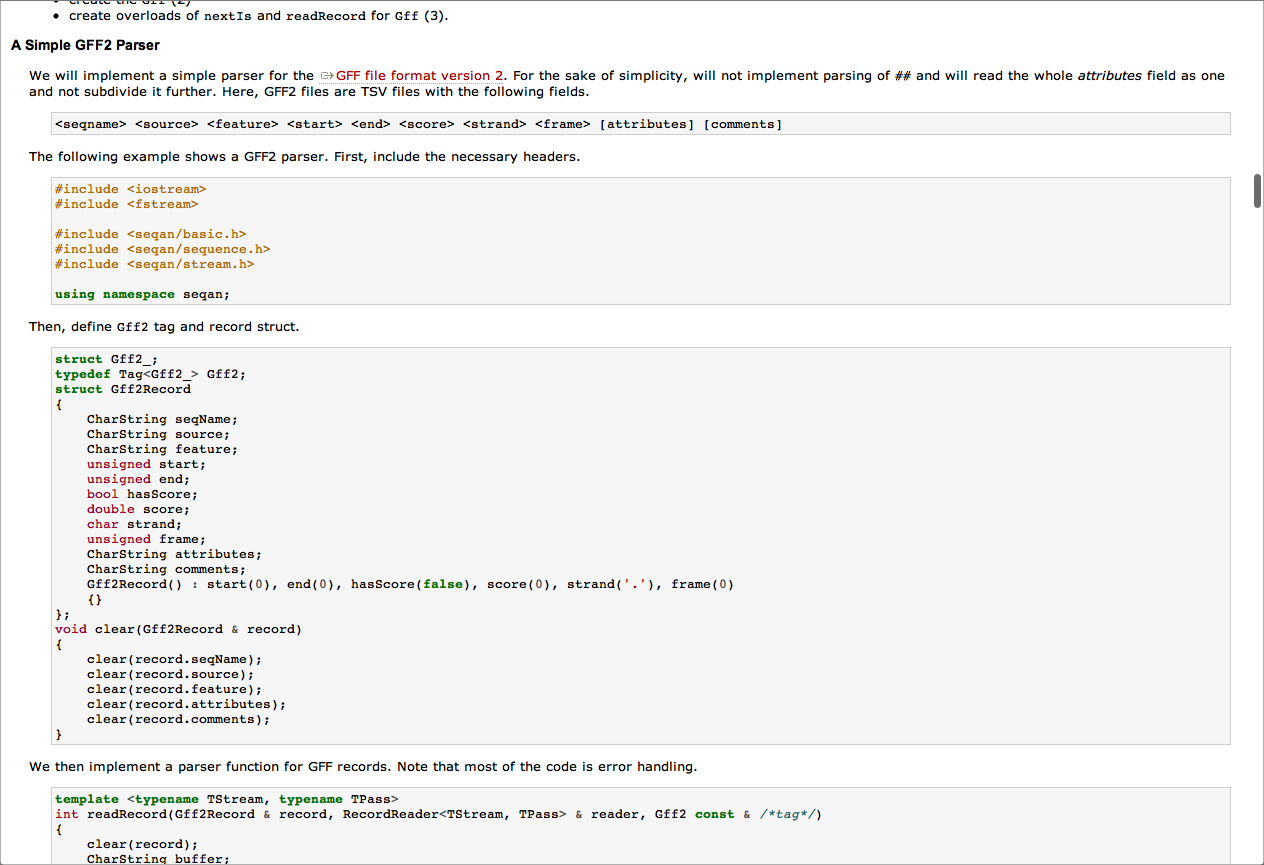 create the Gff (2)
• create overloads of nextIs and readRecord for Gff (3).
A Simple GFF2 Parser
We will implement a simple parser for the GFF file format version 2. For the sake of simplicity, will not implement parsing of ## and will read the whole attributes field as one
and not subdivide it further. Here, GFF2 files are TSV files with the following fields.
<seqname> <source> <feature> <start> <end> <score> <strand> <frame> [attributes] [comments]
The following example shows a GFF2 parser. First, include the necessary headers.
#include <iostream>
#include <fstream>
#include <seqan/basic.h>
#include <seqan/sequence.h>
#include <seqan/stream.h>
using namespace seqan;
Then, define Gff2 tag and record struct.
struct Gff2_;
typedef Tag<Gff2_> Gff2;
struct Gff2Record
{
    CharString seqName;
    CharString source;
    CharString feature;
    unsigned start;
    unsigned end;
    bool hasScore;
    double score;
    char strand;
    unsigned frame;
    CharString attributes;
    CharString comments;
    Gff2Record() : start(0), end(0), hasScore(false), score(0), strand('.'), frame(0)
    {}
};
void clear(Gff2Record & record)
{
    clear(record.seqName);
    clear(record.source);
    clear(record.feature);
    clear(record.attributes);
    clear(record.comments);
}
We then implement a parser function for GFF records. Note that most of the code is error handling.
template <typename TStream, typename TPass>
int readRecord(Gff2Record & record, RecordReader<TStream, TPass> & reader, Gff2 const & /*tag*/)
{
    clear(record);
    CharString buffer;